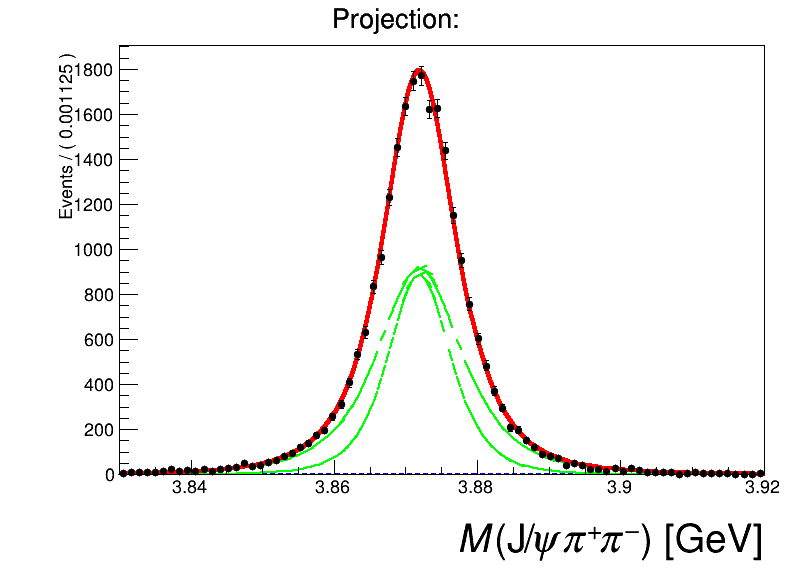 Projection:
Events / ( 0.001125 )
1800
1600
1400
1200
1000
800
600
400
200
0
3.84 3.86 3.88 3.9 3.92
M(J/ψπ⁺π⁻) [GeV]